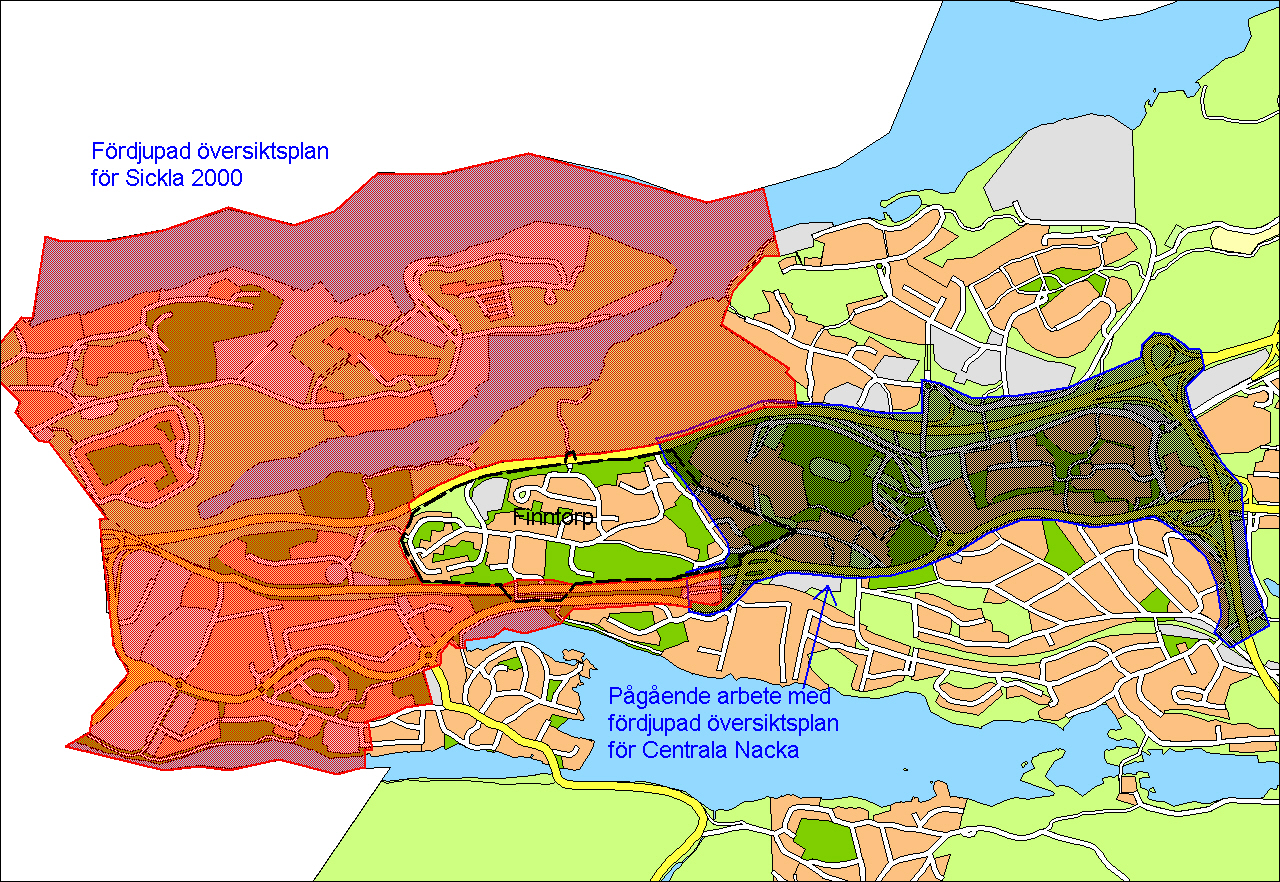 Fördjupad översiktsplan
för Sickla 2000
Finntorp
Pågående arbete med
fördjupad översiktsplan
för Centrala Nacka